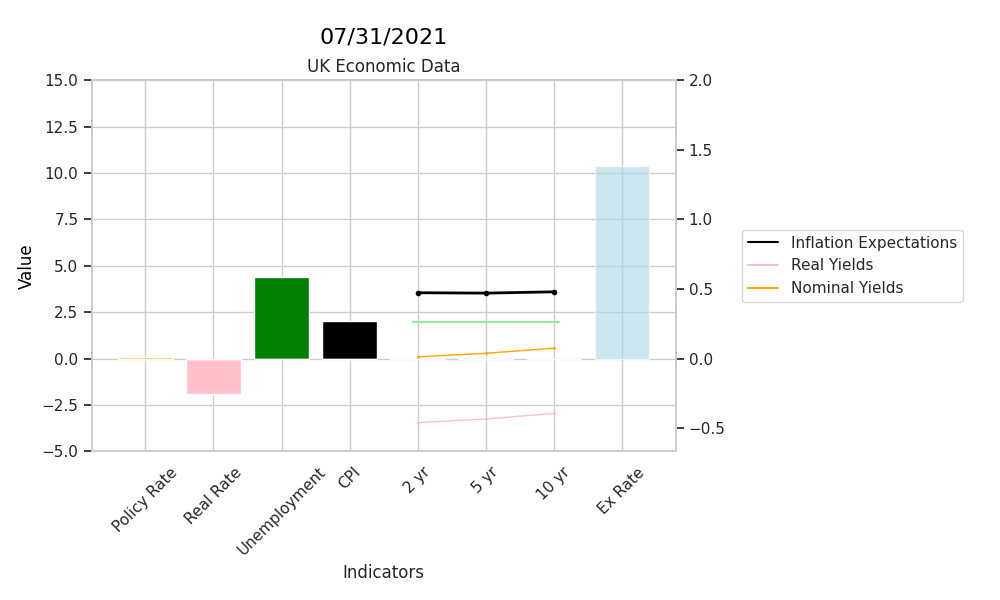 07/31/2021
UK Economic Data
15.0
12.5
10.0
7.5
5.0
2.5
0.0
−2.5
−5.0
Value
2.0
1.5
1.0
0.5
0.0
−0.5
Inflation Expectations
Real Yields
Nominal Yields
Policy Rate
Real Rate
Unemployment
CPI
2 yr
5 yr
10 yr
Ex Rate
Indicators